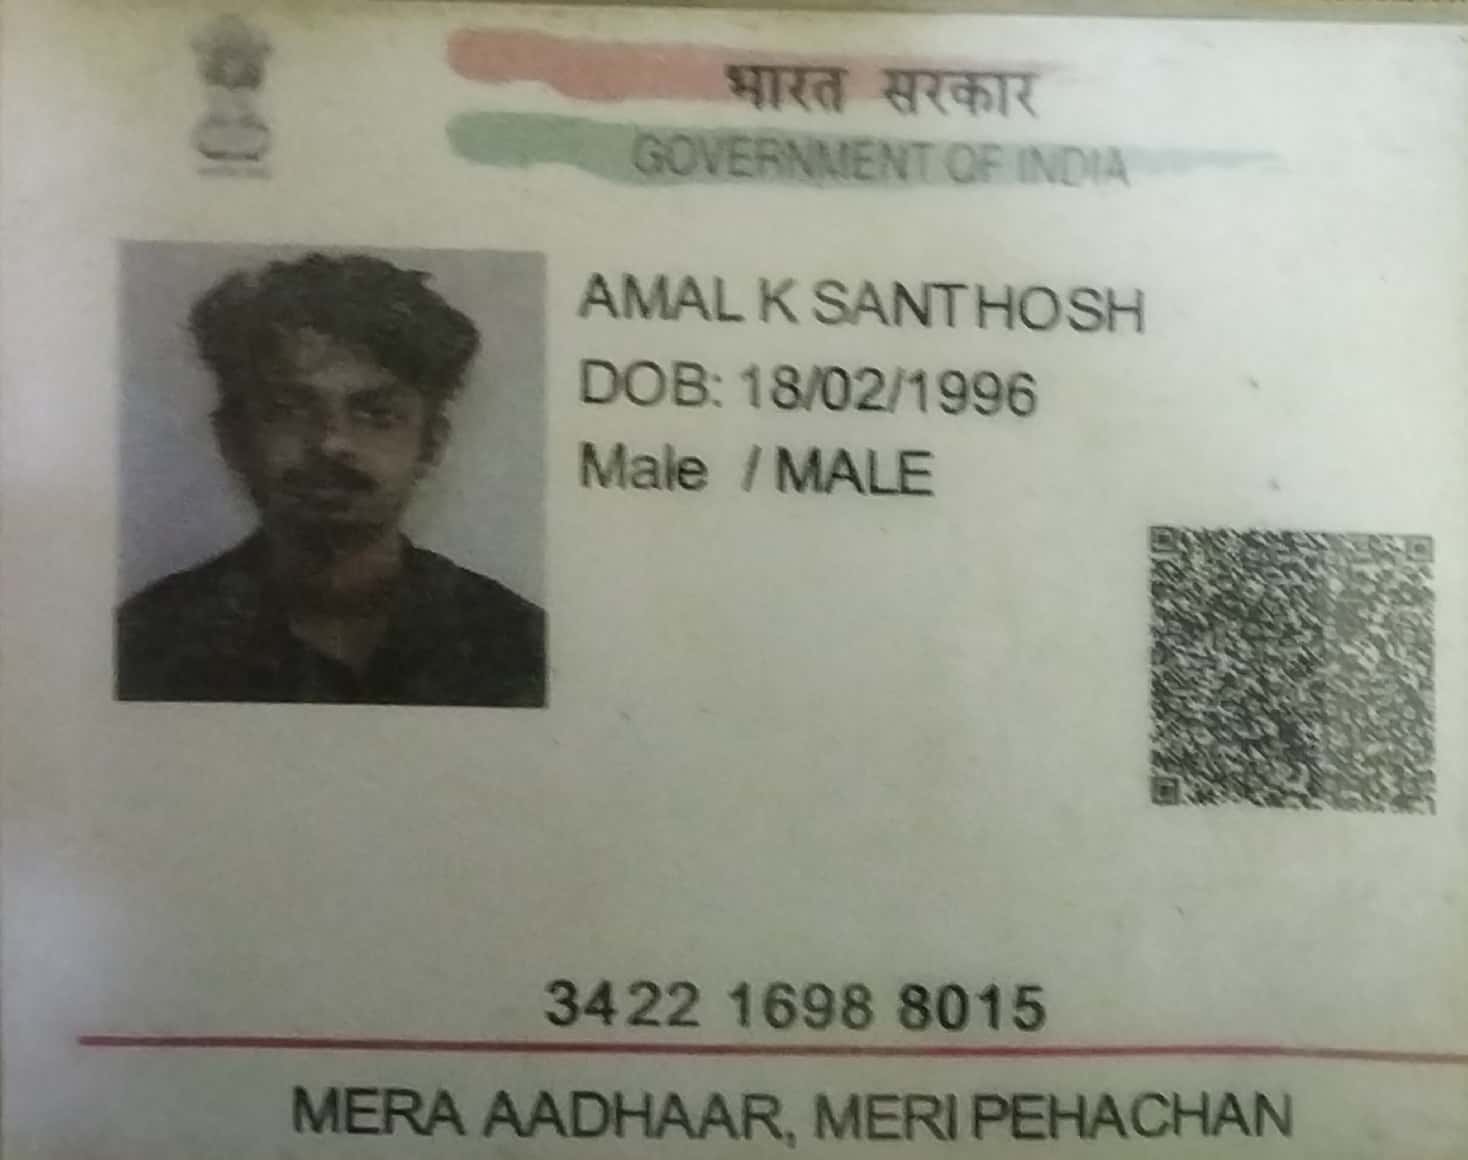 भारत सरकार
GOVERNMENT OF INDIA
AMAL K SANTHOSH
DOB: 18/02/1996
Male / MALE
3422 1698 8015
MERA AADHAAR, MERI PEHACHAN